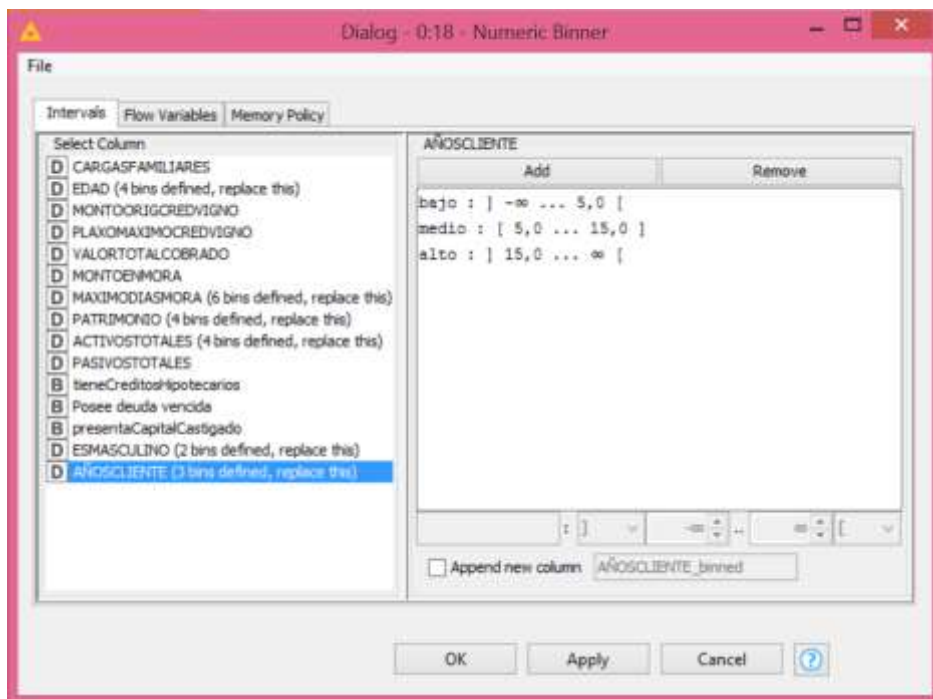 Dialog - 0:18 - Numeric Binner
File
Intervals Flow Variables Memory Policy
Select Column
D CARGASFAMILIARES
D EDAD (4 bins defined, replace this)
D MONTOORIGCREDVIGNO
D PLAXOMAXIMOCREDVIGNO
D VALORTOTALCOBRADO
D MONTOENMORA
D MAXIMODIASMORA (6 bins defined, replace this)
D PATRIMONIO (4 bins defined, replace this)
D ACTIVOSTOTALES (4 bins defined, replace this)
D PASIVOSTOTALES
B tieneCreditosHipotecarios
B Posee deuda vencida
B presentaCapitalCastigado
D ESMASCULINO (2 bins defined, replace this)
D AÑOSCLIENTE (3 bins defined, replace this)
AÑOSCLIENTE
Add Remove
bajo : ] -∞ ... 5,0 [
medio : [ 5,0 ... 15,0 ]
alto : ] 15,0 ... ∞ [
: ] -∞ .. ∞ [
Append new column AÑOSCLIENTE_binned
OK Apply Cancel ?